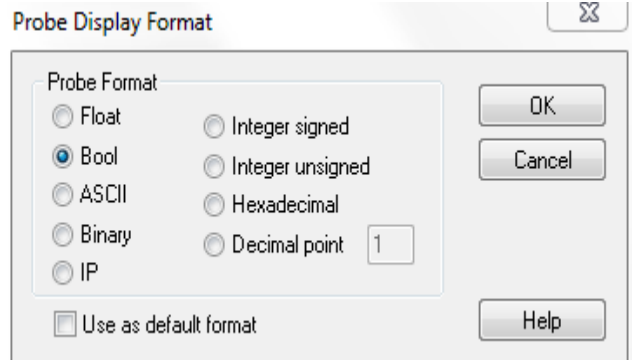 Probe Display Format
Probe Format
Float
Bool
ASCII
Binary
IP
Integer signed
Integer unsigned
Hexadecimal
Decimal point 1
Use as default format
OK
Cancel
Help